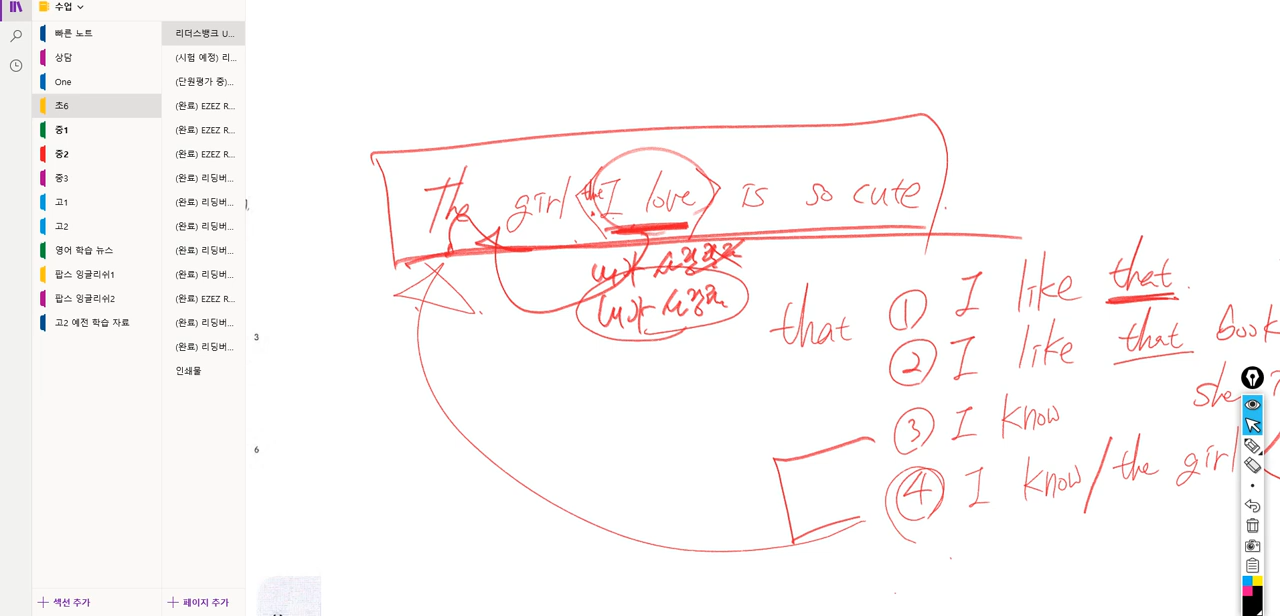 수업
빠른 노트
상담
One
초6
중1
중2
중3
고1
고2
영어 학습 뉴스
팝스 잉글리쉬1
팝스 잉글리쉬2
고2 예전 학습 자료
섹션 추가
리더스뱅크 U...
(시험 예정) 리...
(단원평가 중)...
(완료) EZEZ R...
(완료) EZEZ R...
(완료) EZEZ R...
(완료) 리딩버...
(완료) 리딩버...
(완료) 리딩버...
(완료) 리딩버...
(완료) 리딩버...
(완료) EZEZ R...
(완료) 리딩버...
(완료) 리딩버...
인쇄물
페이지 추가
The girl the I love is so cute.
that
① I like that.
② I like that book
she
③ I know
④ I know / the girl
3
6